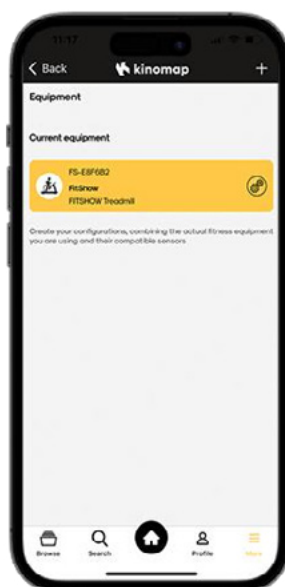 11:17
Back
kinomap
+
Equipment
Current equipment
FS-E8F6B2
FitShow
FITSHOW Treadmill
Create your configurations, combining the actual fitness equipment
you are using and their compatible sensors
Browse
Search
Profile
More